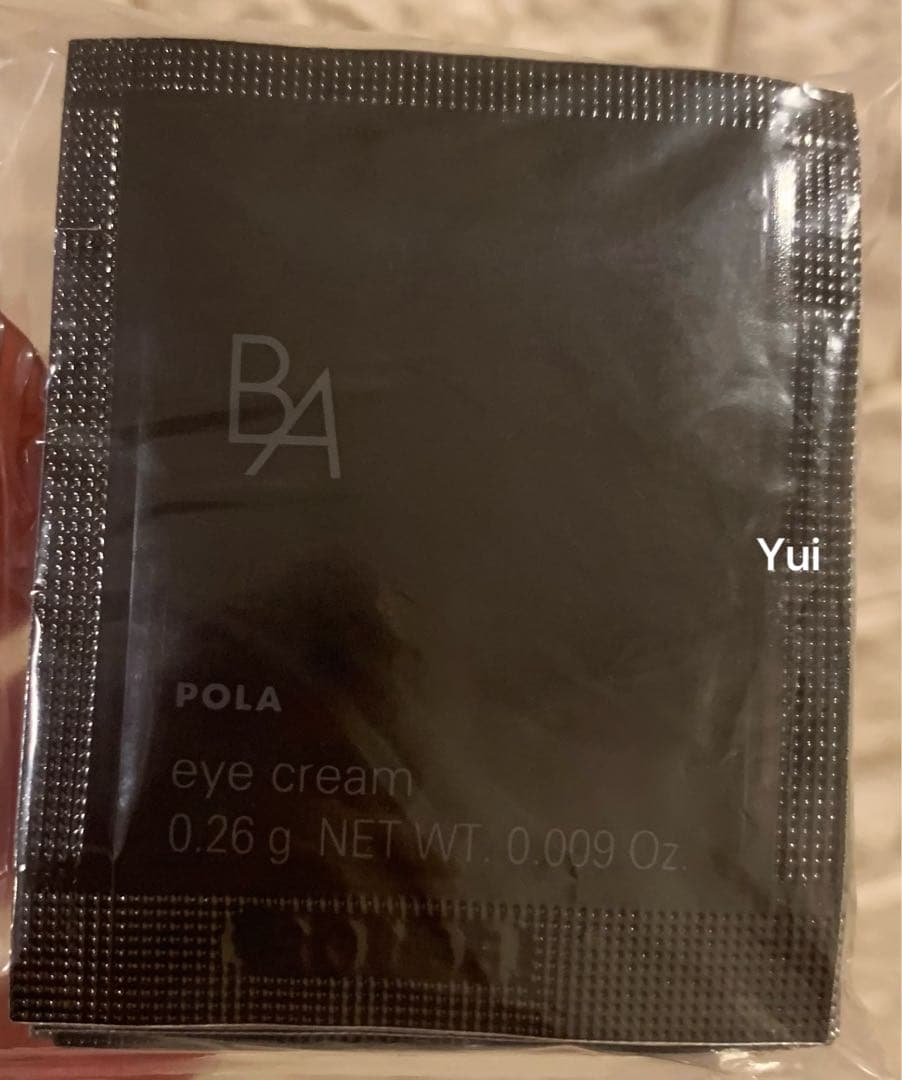 BA
Yui
POLA
eye cream
0.26 g NET WT. 0.009 Oz.